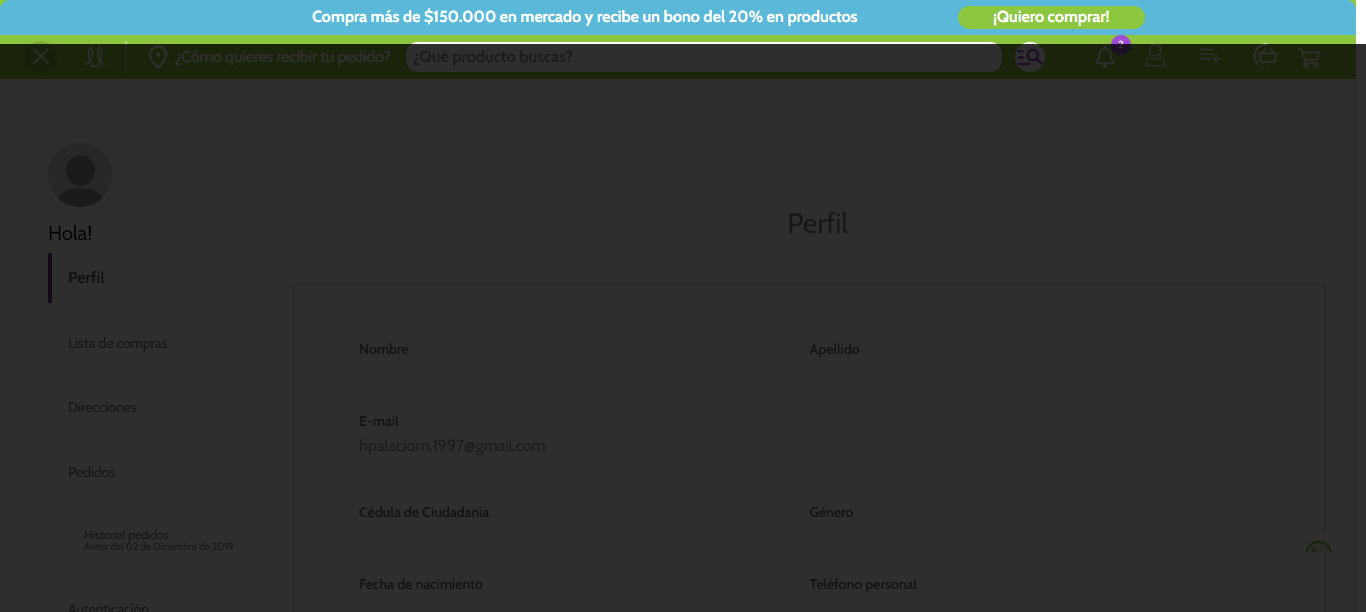 Compra más de $150.000 en mercado y recibe un bono del 20% en productos
¡Quiero comprar!
¿Cómo quieres recibir tu pedido?
¿Qué producto buscas?
Hola!
Perfil
Perfil
Lista de compras
Direcciones
Pedidos
Historial pedidos
Antes del 02 de Diciembre de 2019
Autenticación
Nombre
Apellido
E-mail
hpalaciom.1997@gmail.com
Cédula de Ciudadanía
Género
Fecha de nacimiento
Teléfono personal